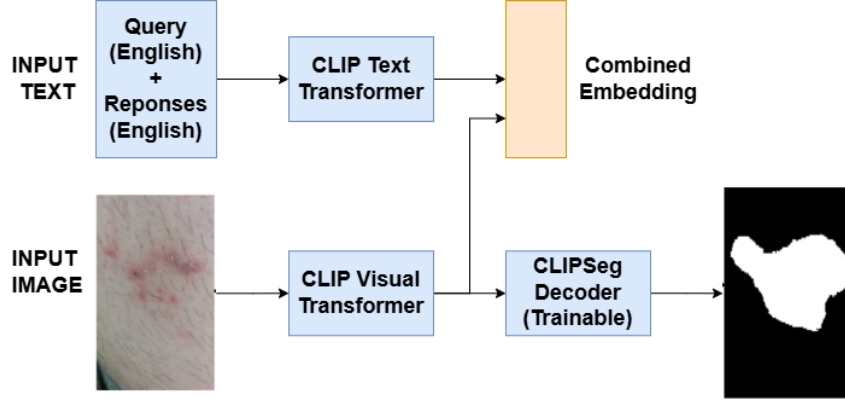 INPUT
TEXT
Query
(English)
+
Reponses
(English)
CLIP Text
Transformer
Combined
Embedding
INPUT
IMAGE
CLIP Visual
Transformer
CLIPSeg
Decoder
(Trainable)